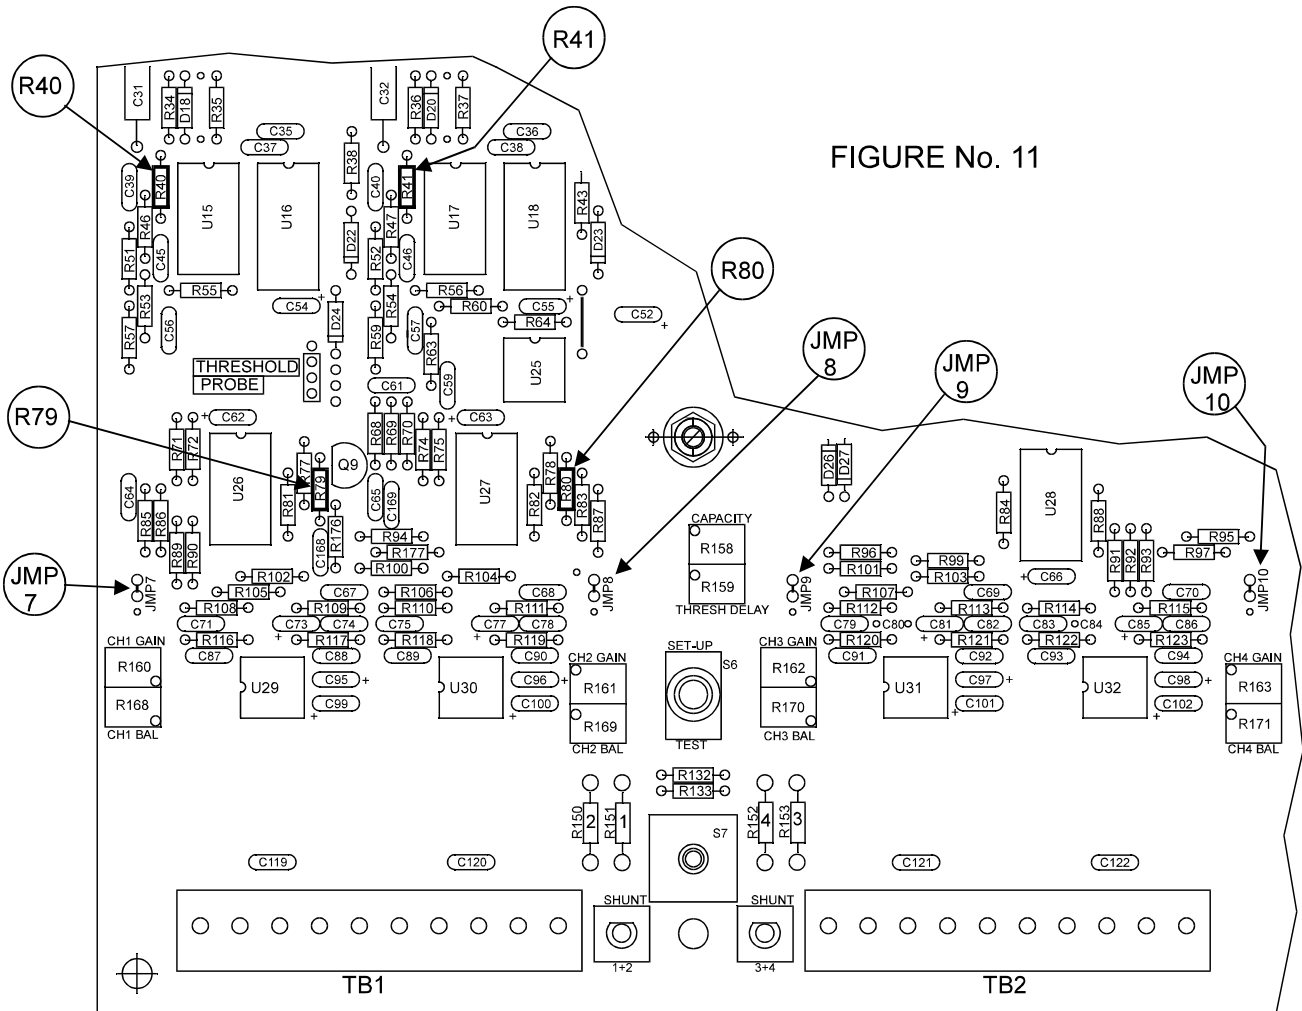 R41
R40
FIGURE No. 11
C31
R34
D18
R35
C32
R36
D20
R37
C35
C37
C36
C38
R38
C39
R40
R46
U15
U16
C40
R41
R47
U17
U18
R43
D23
R51
C45
D22
R52
C46
R80
R55
R56
R53
C54
+
R54
R60
C55
+
C52
+
R57
C56
D24
R59
C57
R63
R64
JMP
8
JMP
9
JMP
10
THRESHOLD
PROBE
C61
C59
U25
R79
R71
R72
+
C62
R68
R69
R70
R74
R75
+
C63
R77
Q9
R78
D26
D27
C64
U26
R81
R79
C65
C169
U27
R82
R80
R83
R87
R84
U28
R88
R85
R86
R89
R90
R176
C168
R94
R177
R100
CAPACITY
R158
R159
THRESH DELAY
R96
R101
R99
R103
R91
R92
R93
R95
R97
JMP
7
JMP7
R102
R105
R104
JMP8
JMP9
+
C66
JMP10
R108
C67
R106
C68
R107
C69
C70
R109
R110
R111
R112
R113
R114
R115
C71
+
C73
C74
C75
+
C77
C78
C79
C80
+
C81
C82
C83
C84
+
C85
C86
R116
R117
R118
R119
R120
R121
R122
R123
CH1 GAIN
C87
C88
C89
C90
CH2 GAIN
SET-UP
CH3 GAIN
C91
C92
C93
C94
CH4 GAIN
R160
R168
CH1 BAL
U29
C95
+
+
C99
U30
C96
+
+
C100
R161
R169
CH2 BAL
S6
TEST
R162
R170
CH3 BAL
U31
C97
+
+
C101
U32
C98
+
+
C102
R163
R171
CH4 BAL
R132
R133
R150
2
R151
1
S7
R152
4
R153
3
C119
C120
C121
C122
SHUNT
SHUNT
1+2
3+4
TB1
TB2